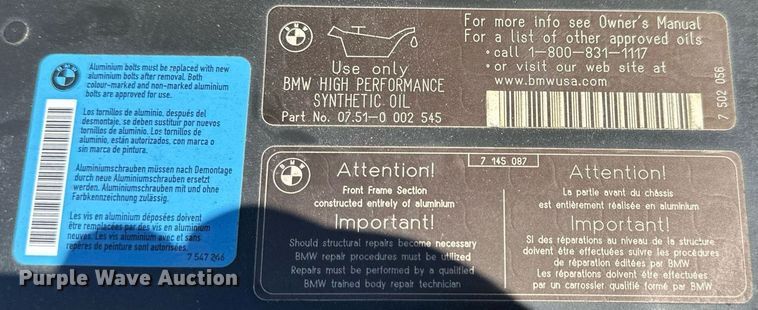 BMW
Aluminium bolts must be replaced with new
aluminium bolts after removal. Both
colour-marked and non-marked aluminium
bolts are approved for use.
Los tornillos de aluminio, después del
desmontaje, se deben sustituir por nuevos
tornillos de aluminio. Los tornillos de
aluminio, están autorizados, con marca o
sin marca de pintura.
Aluminiumschrauben müssen nach Demontage
durch neue Aluminiumschrauben ersetzt
werden. Aluminiumschrauben mit und ohne
Farbkennzeichnung zulässig.
Les vis en aluminium déposées doivent
être remplacées par des vis en aluminium
neuves. Les vis aluminium avec et sans
repères de peinture sont autorisées.
7 547 246
BMW
Use only
BMW HIGH PERFORMANCE
SYNTHETIC OIL
Part No. 07.51-0 002 545
For more info see Owner's Manual
For a list of other approved oils
• call 1-800-831-1117
• or visit our web site at
www.bmwusa.com
7 502 056
7 145 087
BMW
Attention!
Front Frame Section
constructed entirely of aluminium
Important!
Should structural repairs become necessary
BMW repair procedures must be utilized
Repairs must be performed by a qualified
BMW trained body repair technician
Attention!
La partie avant du châssis
est entièrement réalisée en aluminium
Important!
Si des réparations au niveau de la structure
doivent être effectuées suivre les procédures
de réparation éditées par BMW
Les réparations doivent être effectuées
par un carrossier qualifié formé par BMW
Purple Wave Auction